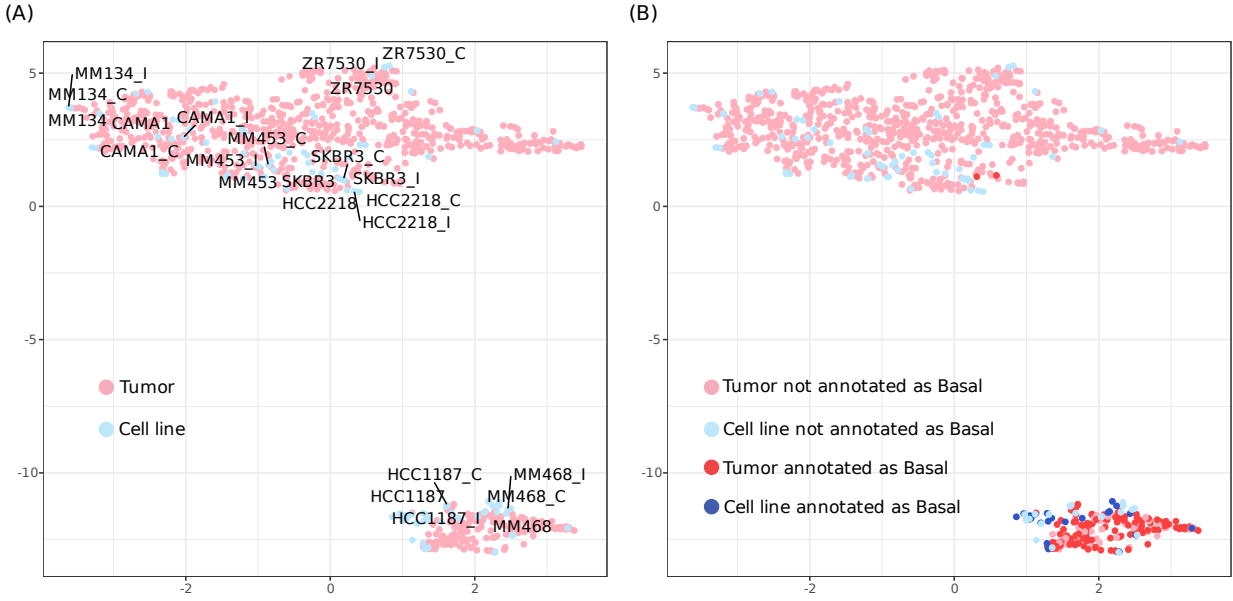 (A)
(B)
ZR7530_C
ZR7530_I
MM134_I
ZR7530
MM134_C
CAMA1_I
MM134
CAMA1
MM453_C
CAMA1_C
SKBR3_C
MM453_I
SKBR3_I
MM453
SKBR3
HCC2218_C
HCC2218
HCC2218_I
Tumor
Cell line
HCC1187_C
MM468_I
HCC1187
MM468_C
HCC1187_I
MM468
5
0
-5
-10
-2
0
2
Tumor not annotated as Basal
Cell line not annotated as Basal
Tumor annotated as Basal
Cell line annotated as Basal
5
0
-5
-10
-2
0
2